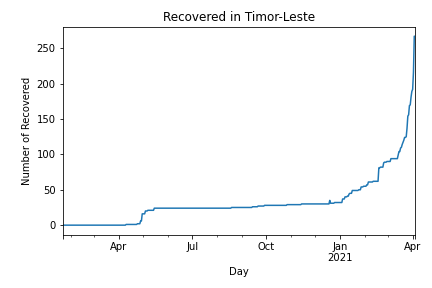 Recovered in Timor-Leste
Number of Recovered
250
200
150
100
50
0
Apr
Jul
Oct
Jan
2021
Apr
Day